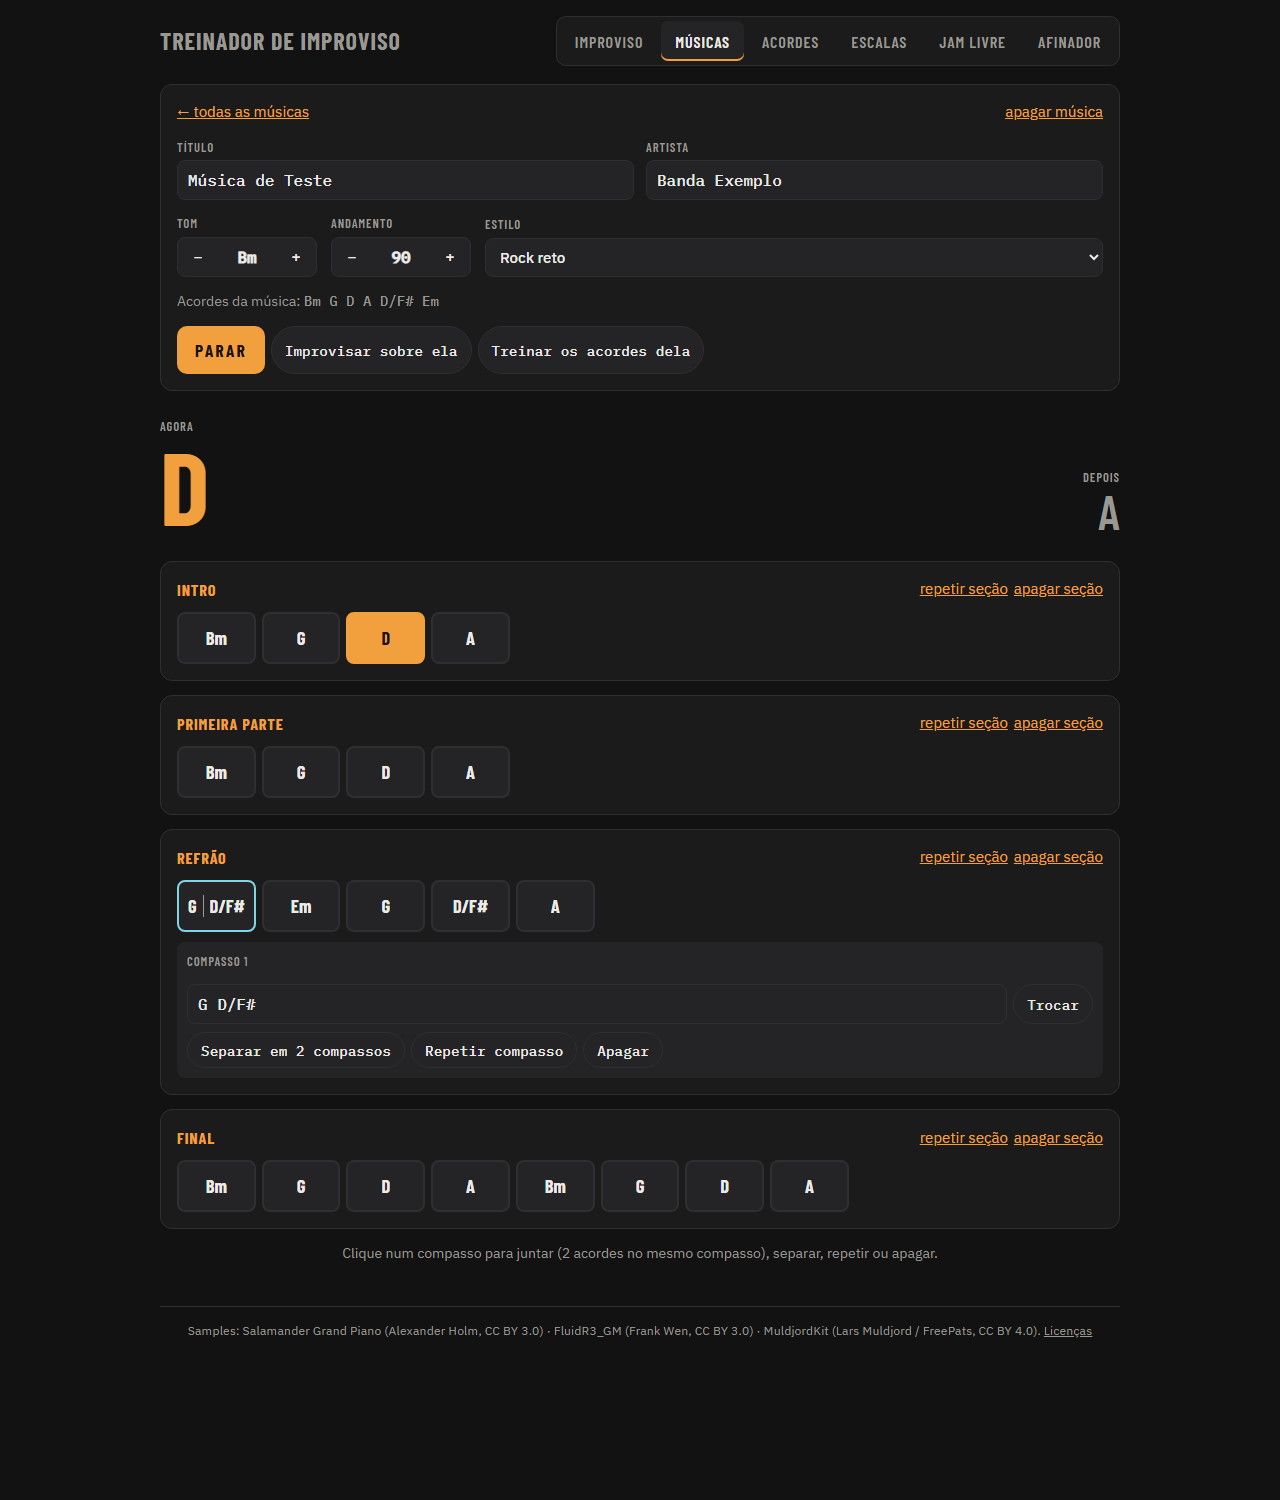 TREINADOR DE IMPROVISO
IMPROVISO MÚSICAS ACORDES ESCALAS JAM LIVRE AFINADOR
← todas as músicas apagar música
TÍTULO ARTISTA
Música de Teste Banda Exemplo
TOM ANDAMENTO ESTILO
− Bm + − 90 + Rock reto
Acordes da música: Bm G D A D/F# Em
PARAR Improvisar sobre ela Treinar os acordes dela
AGORA
D
DEPOIS
A
INTRO repetir seção apagar seção
Bm G D A
PRIMEIRA PARTE repetir seção apagar seção
Bm G D A
REFRÃO repetir seção apagar seção
G D/F# Em G D/F# A
COMPASSO 1
G D/F# Trocar
Separar em 2 compassos Repetir compasso Apagar
FINAL repetir seção apagar seção
Bm G D A Bm G D A
Clique num compasso para juntar (2 acordes no mesmo compasso), separar, repetir ou apagar.
Samples: Salamander Grand Piano (Alexander Holm, CC BY 3.0) · FluidR3_GM (Frank Wen, CC BY 3.0) · MuldjordKit (Lars Muldjord / FreePats, CC BY 4.0). Licenças